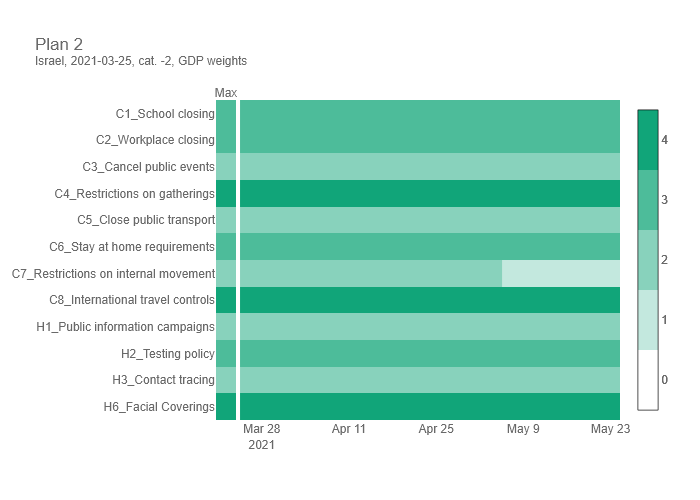 Plan 2
Israel, 2021-03-25, cat. -2, GDP weights
Max
C1_School closing
C2_Workplace closing
C3_Cancel public events
C4_Restrictions on gatherings
C5_Close public transport
C6_Stay at home requirements
C7_Restrictions on internal movement
C8_International travel controls
H1_Public information campaigns
H2_Testing policy
H3_Contact tracing
H6_Facial Coverings
Mar 28 Apr 11 Apr 25 May 9 May 23
2021
4
3
2
1
0